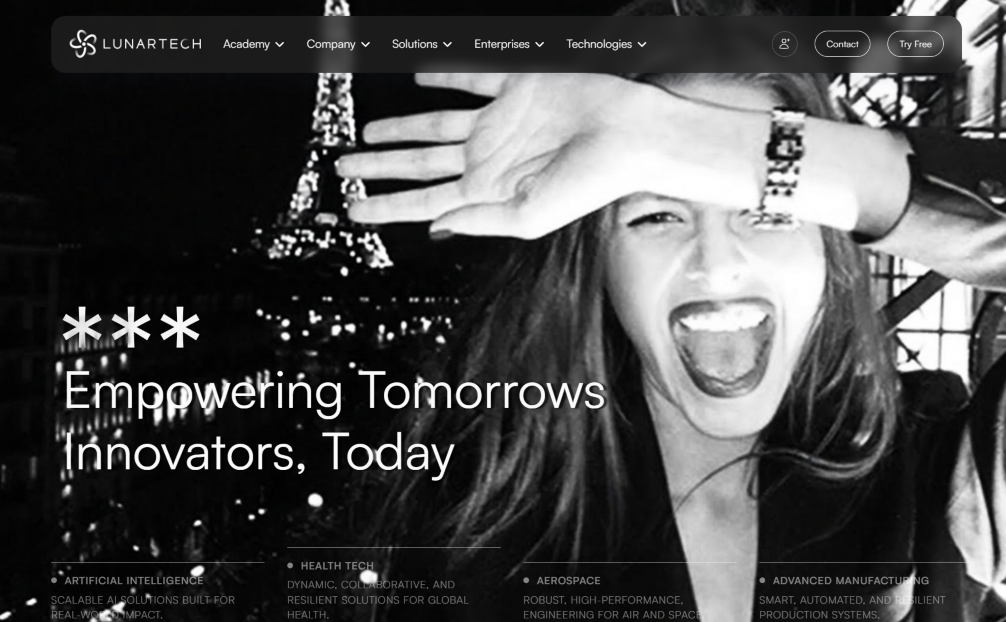 LUNARTECH
Academy
Company
Solutions
Enterprises
Technologies
Contact
Try Free
***
Empowering Tomorrows
Innovators, Today
ARTIFICIAL INTELLIGENCE
SCALABLE AI SOLUTIONS BUILT FOR
REAL-WORLD IMPACT.
HEALTH TECH
DYNAMIC, COLLABORATIVE, AND
RESILIENT SOLUTIONS FOR GLOBAL
HEALTH.
AEROSPACE
ROBUST, HIGH-PERFORMANCE,
ENGINEERING FOR AIR AND SPACE
ADVANCED MANUFACTURING
SMART, AUTOMATED, AND RESILIENT
PRODUCTION SYSTEMS.